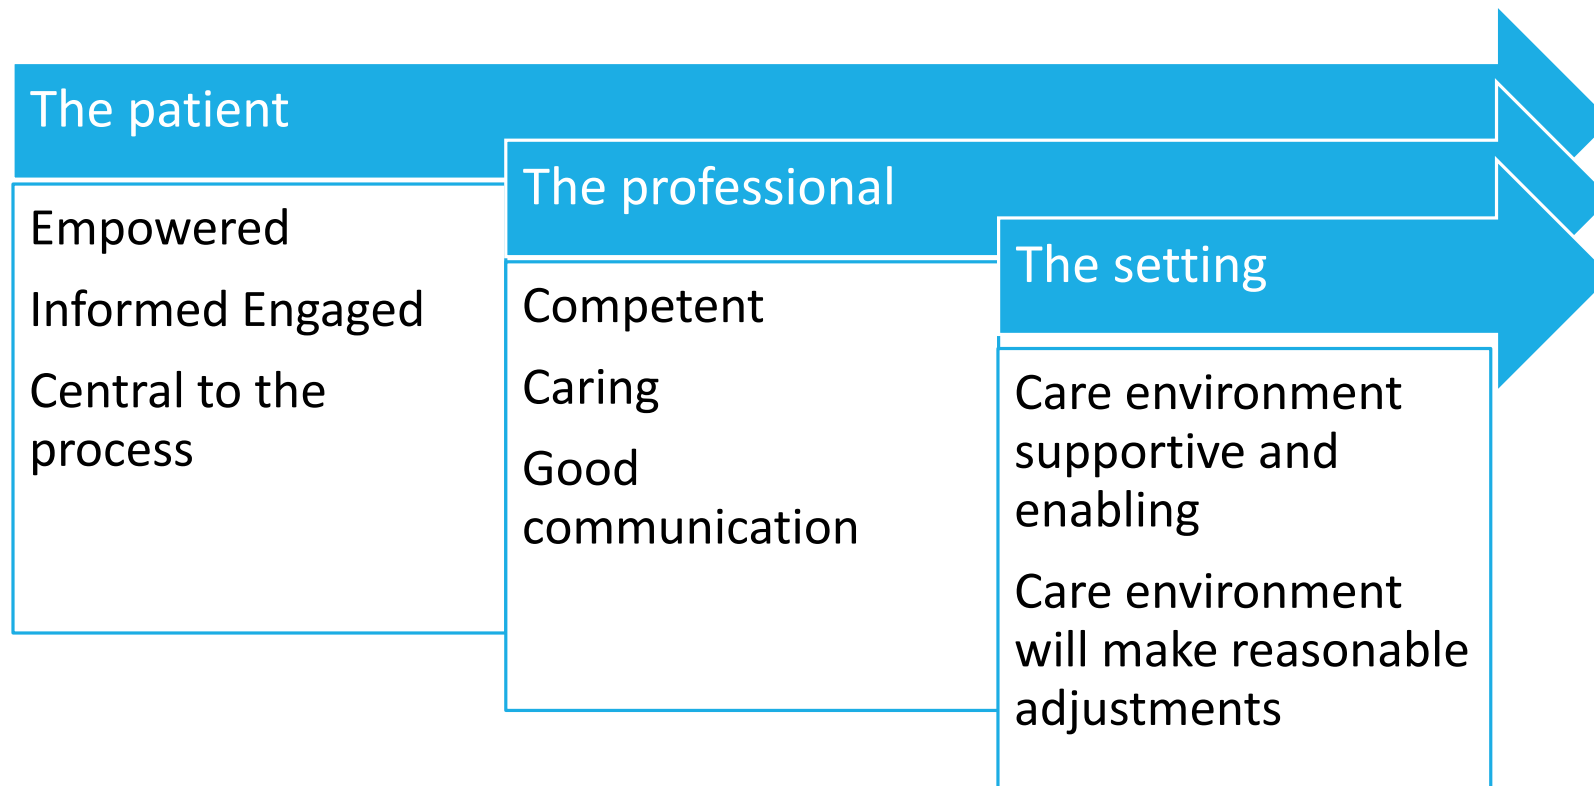 The patient
Empowered
Informed Engaged
Central to the
process
The professional
Competent
Caring
Good
communication
The setting
Care environment
supportive and
enabling
Care environment
will make reasonable
adjustments